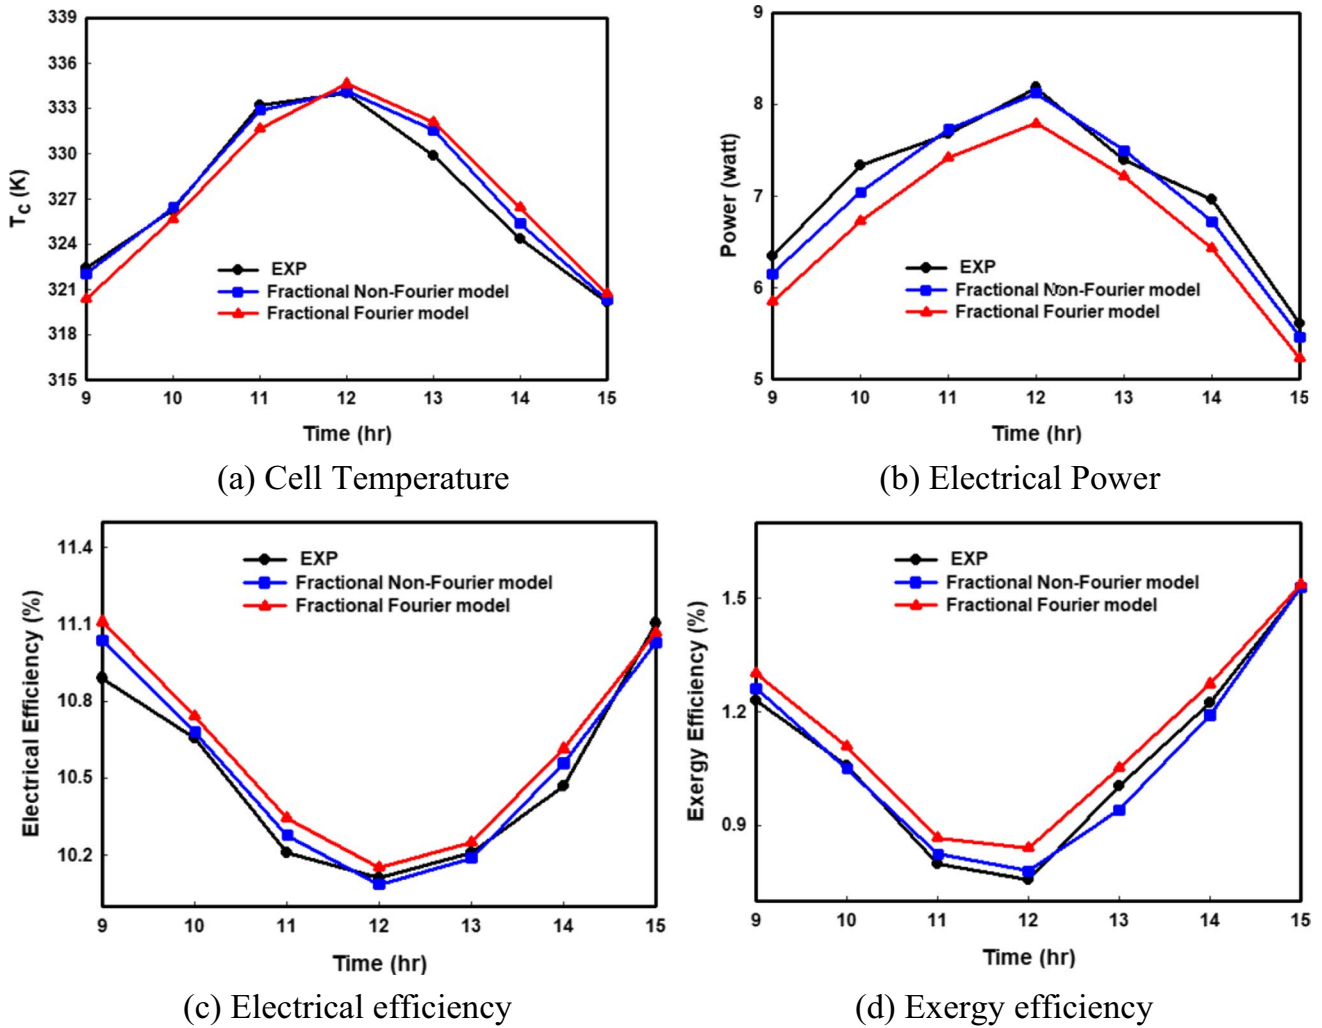 339
336
333
330
327
324
321
318
315
T_C (K)
EXP
Fractional Non-Fourier model
Fractional Fourier model
9 10 11 12 13 14 15
Time (hr)
(a) Cell Temperature
9
8
7
6
5
Power (watt)
EXP
Fractional Non-Fourier model
Fractional Fourier model
9 10 11 12 13 14 15
Time (hr)
(b) Electrical Power
11.4
11.1
10.8
10.5
10.2
Electrical Efficiency (%)
EXP
Fractional Non-Fourier model
Fractional Fourier model
9 10 11 12 13 14 15
Time (hr)
(c) Electrical efficiency
1.5
1.2
0.9
Exergy Efficiency (%)
EXP
Fractional Non-Fourier model
Fractional Fourier model
9 10 11 12 13 14 15
Time (hr)
(d) Exergy efficiency